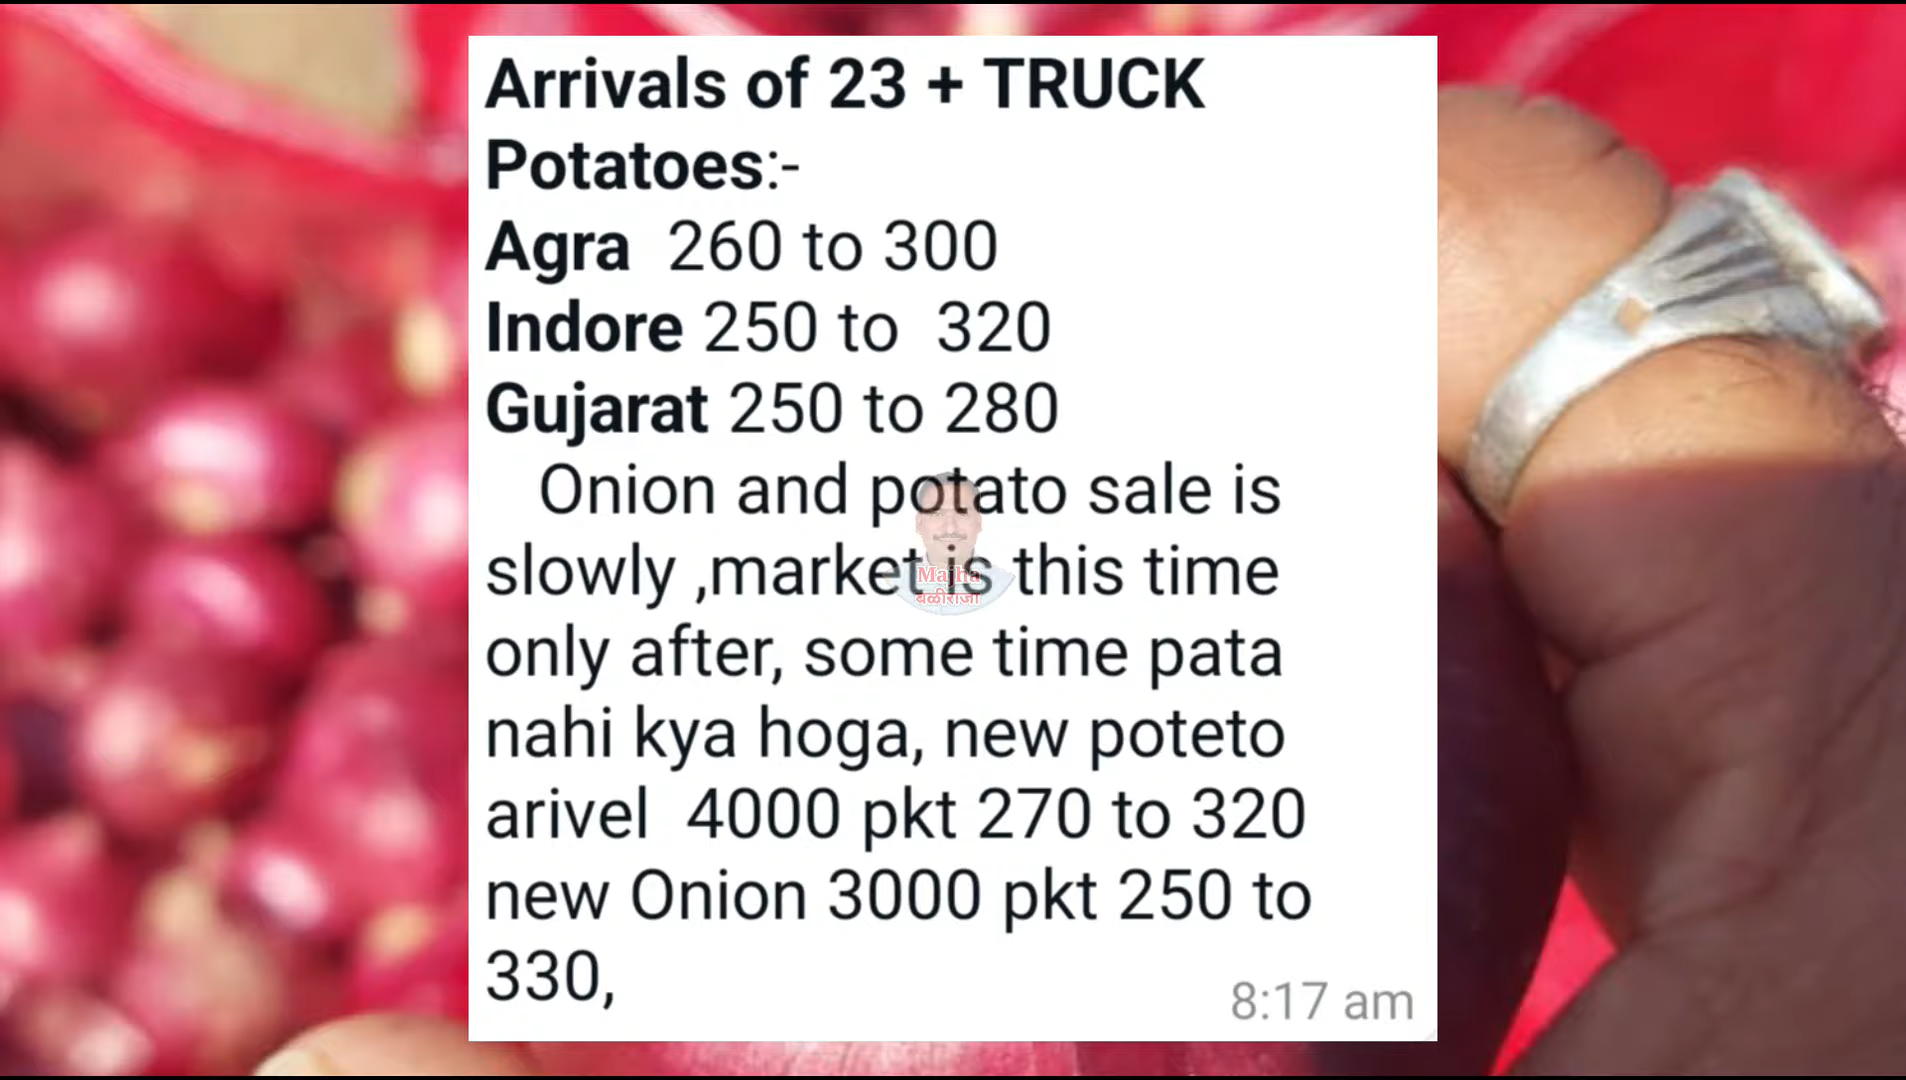 Arrivals of 23 + TRUCK
Potatoes:-
Agra  260 to 300
Indore 250 to  320
Gujarat 250 to 280
Onion and potato sale is
slowly ,market is this time
only after, some time pata
nahi kya hoga, new poteto
arivel  4000 pkt 270 to 320
new Onion 3000 pkt 250 to
330,
8:17 am
Majha
बळीराजा